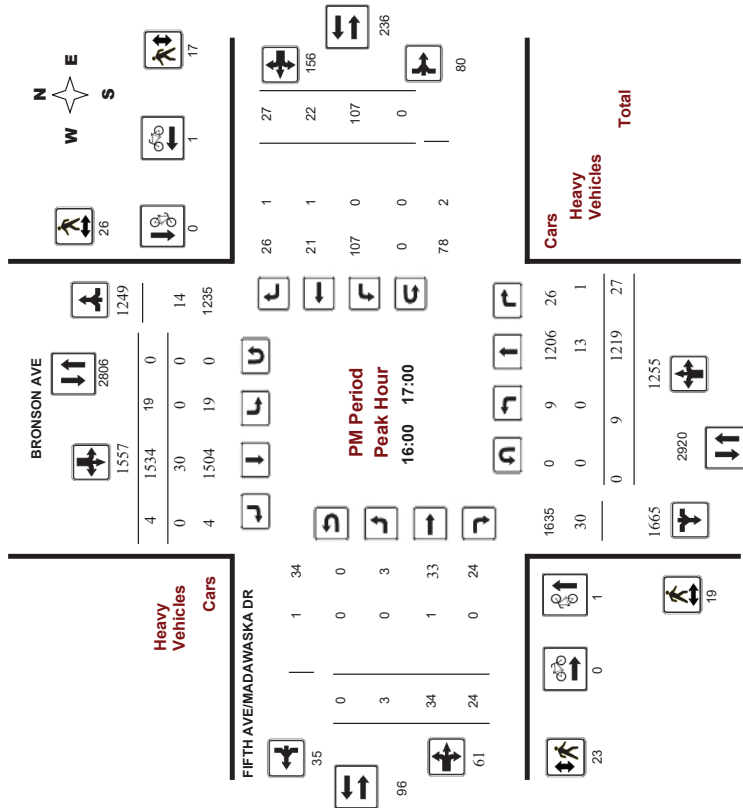 N
W E
S
26
17
0
1
BRONSON AVE
2806
1557
1249
4 1534 19 0
0 30 0 0 14
4 1504 19 0 1235
Heavy
Vehicles
Cars
236
156
80
26 1 27
21 1 22
107 0 107
0 0 0
78 2
PM Period
Peak Hour
16:00 17:00
FIFTH AVE/MADAWASKA DR
35
1 34
0 0 0
3 0 3
34 1 33
24 0 24
96
61
Cars
Heavy
Vehicles
Total
1635 0 9 1206 26
30 0 0 13 1
0 9 1219 27
1665
1255
2920
0
1
23
19